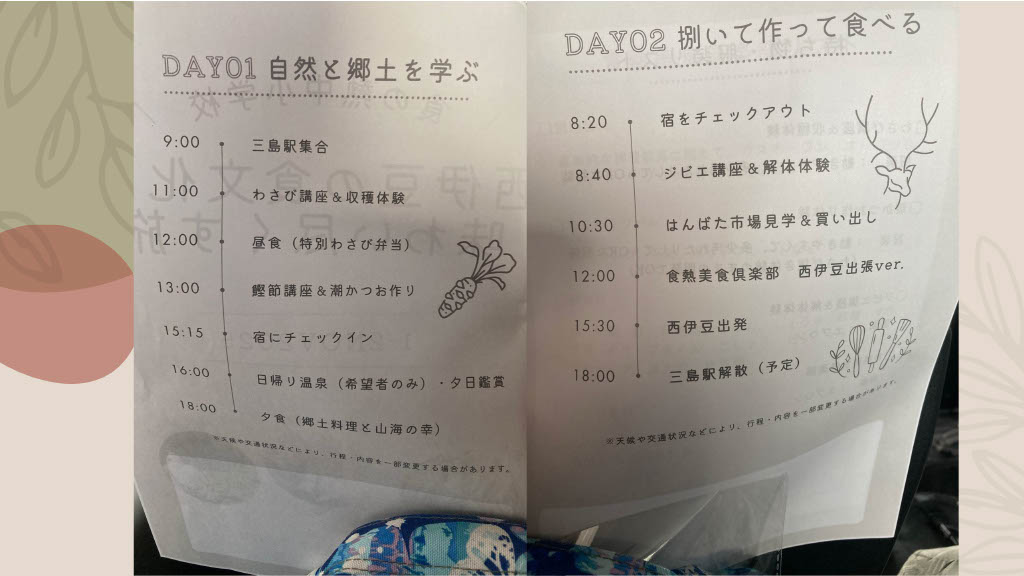 DAY01 自然と郷土を学ぶ
9:00 三島駅集合
11:00 わさび講座&収穫体験
12:00 昼食（特別わさび弁当）
13:00 鰹節講座&潮かつお作り
15:15 宿にチェックイン
16:00 日帰り温泉（希望者のみ）・夕日鑑賞
18:00 夕食（郷土料理と山海の幸）
※天候や交通状況などにより、行程・内容を一部変更する場合があります。
DAY02 捌いて作って食べる
8:20 宿をチェックアウト
8:40 ジビエ講座&解体体験
10:30 はんばた市場見学&買い出し
12:00 食熱美食倶楽部 西伊豆出張ver.
15:30 西伊豆出発
18:00 三島駅解散（予定）
※天候や交通状況などにより、行程・内容を一部変更する場合があります。